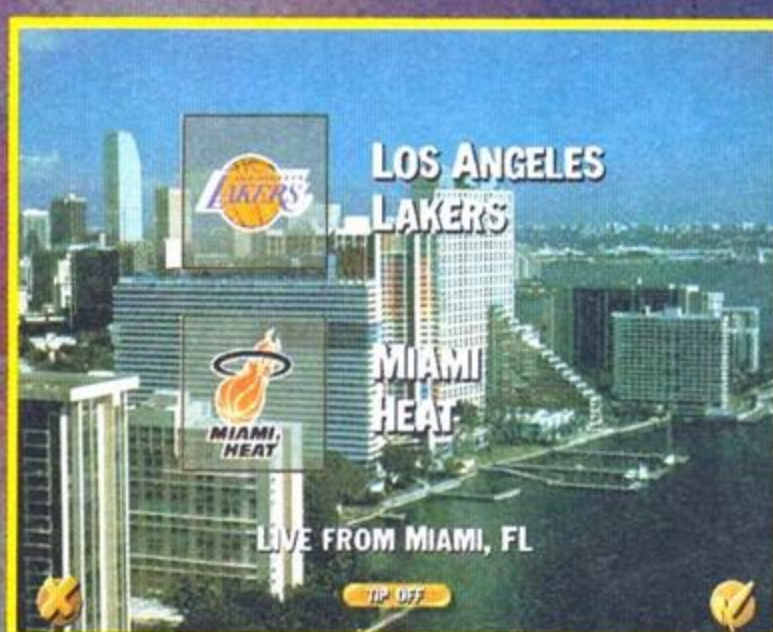 LAKERS
LOS ANGELES
LAKERS
MIAMI
HEAT
MIAMI
HEAT
LIVE FROM MIAMI, FL
TIP OFF